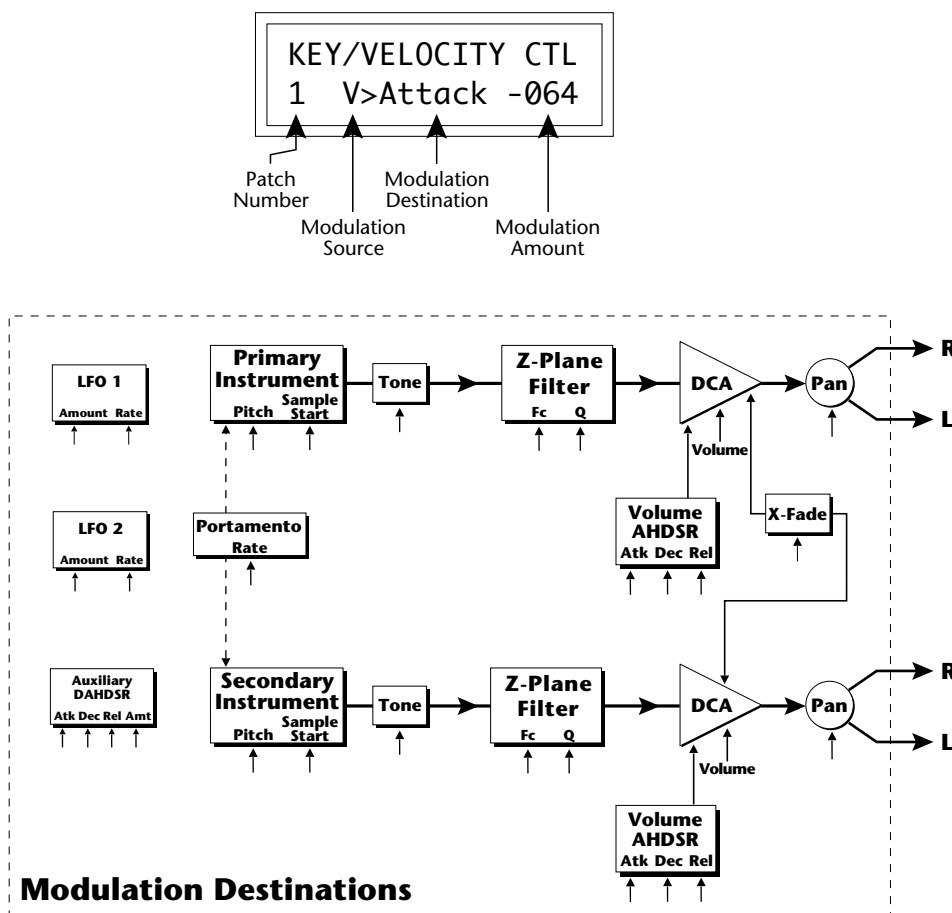 KEY/VELOCITY CTL
1 V>Attack -064
Patch
Number
Modulation
Source
Modulation
Destination
Modulation
Amount
LFO 1
Amount Rate
Primary
Instrument
Sample
Pitch Start
Tone
Z-Plane
Filter
Fc Q
DCA
Volume
Pan
R
L
LFO 2
Amount Rate
Portamento
Rate
Volume
AHDSR
Atk Dec Rel
X-Fade
Auxiliary
DAHDSR
Atk Dec Rel Amt
Secondary
Instrument
Sample
Pitch Start
Tone
Z-Plane
Filter
Fc Q
DCA
Volume
Pan
R
L
Volume
AHDSR
Atk Dec Rel
Modulation Destinations